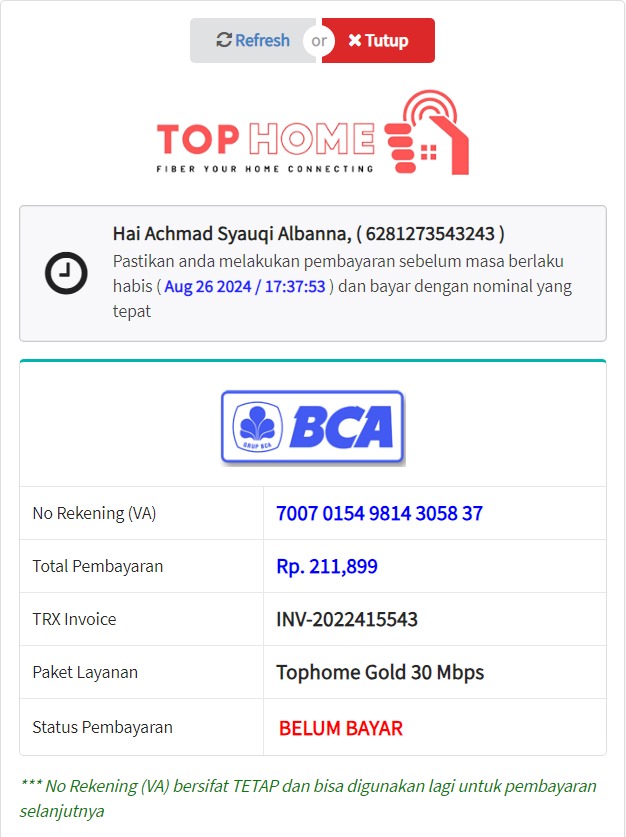 Refresh or Tutup
TOP HOME
FIBER YOUR HOME CONNECTING
Hai Achmad Syauqi Albanna, ( 6281273543243 )
Pastikan anda melakukan pembayaran sebelum masa berlaku
habis ( Aug 26 2024 / 17:37:53 ) dan bayar dengan nominal yang
tepat
GRUP BCA
BCA
No Rekening (VA) 7007 0154 9814 3058 37
Total Pembayaran Rp. 211,899
TRX Invoice INV-2022415543
Paket Layanan Tophome Gold 30 Mbps
Status Pembayaran BELUM BAYAR
*** No Rekening (VA) bersifat TETAP dan bisa digunakan lagi untuk pembayaran
selanjutnya